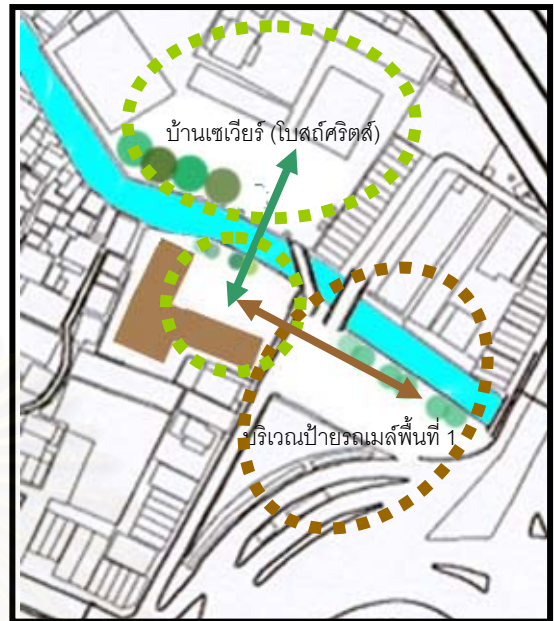 บ้านเซเวียร์ (โบสถ์ศริตส์)
บริเวณป้ายรถเมล์พื้นที่ 1